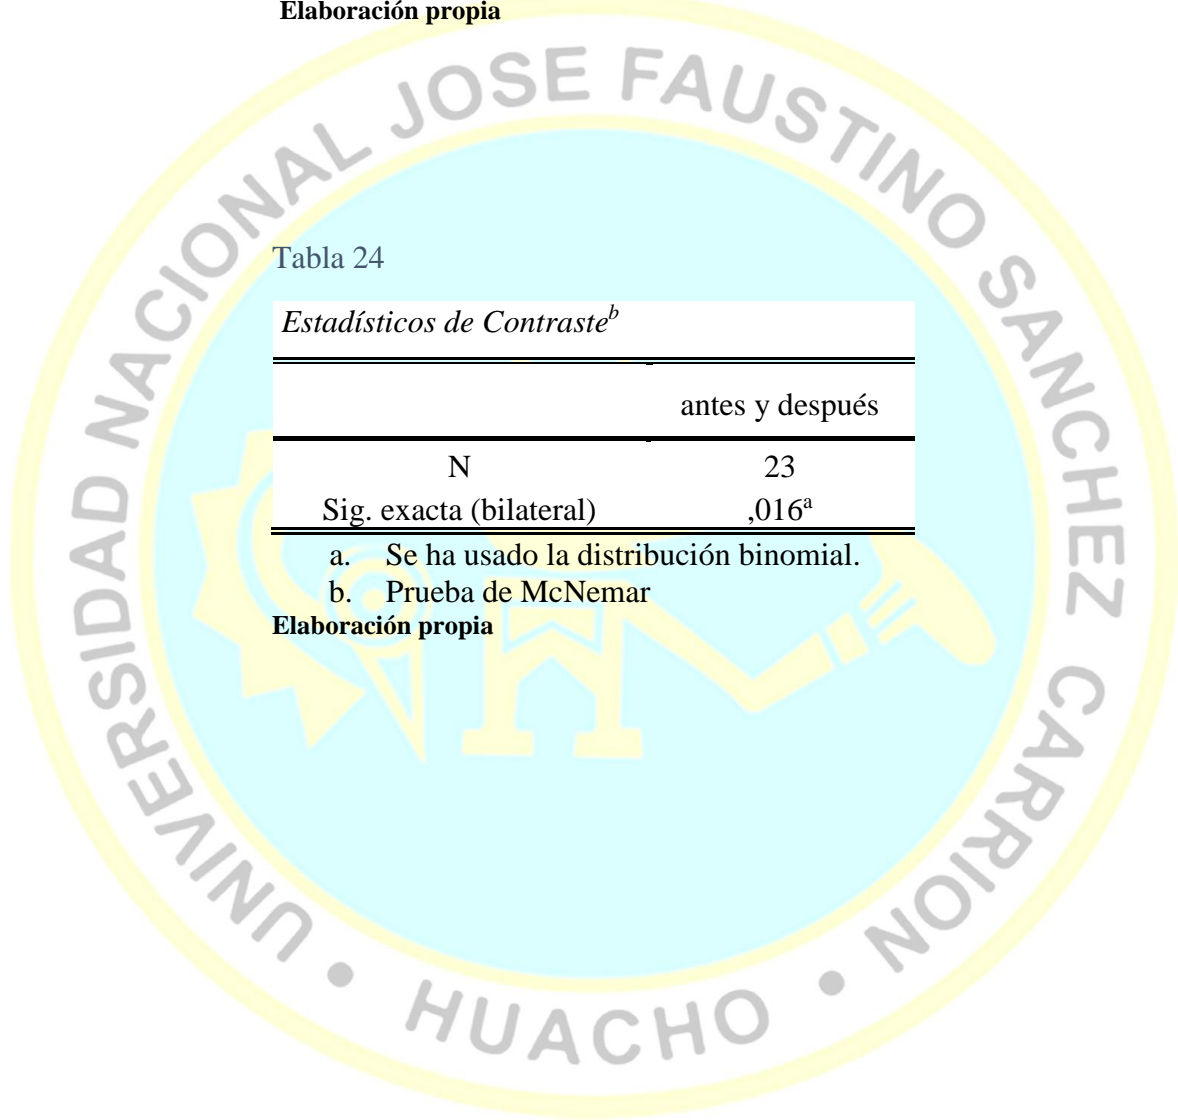 Elaboración propia
UNIVERSIDAD NACIONAL JOSE FAUSTINO SANCHEZ CARRION • HUACHO •
Tabla 24
Estadísticos de Contraste^b
antes y después
N 23
Sig. exacta (bilateral) ,016^a
a. Se ha usado la distribución binomial.
b. Prueba de McNemar
Elaboración propia